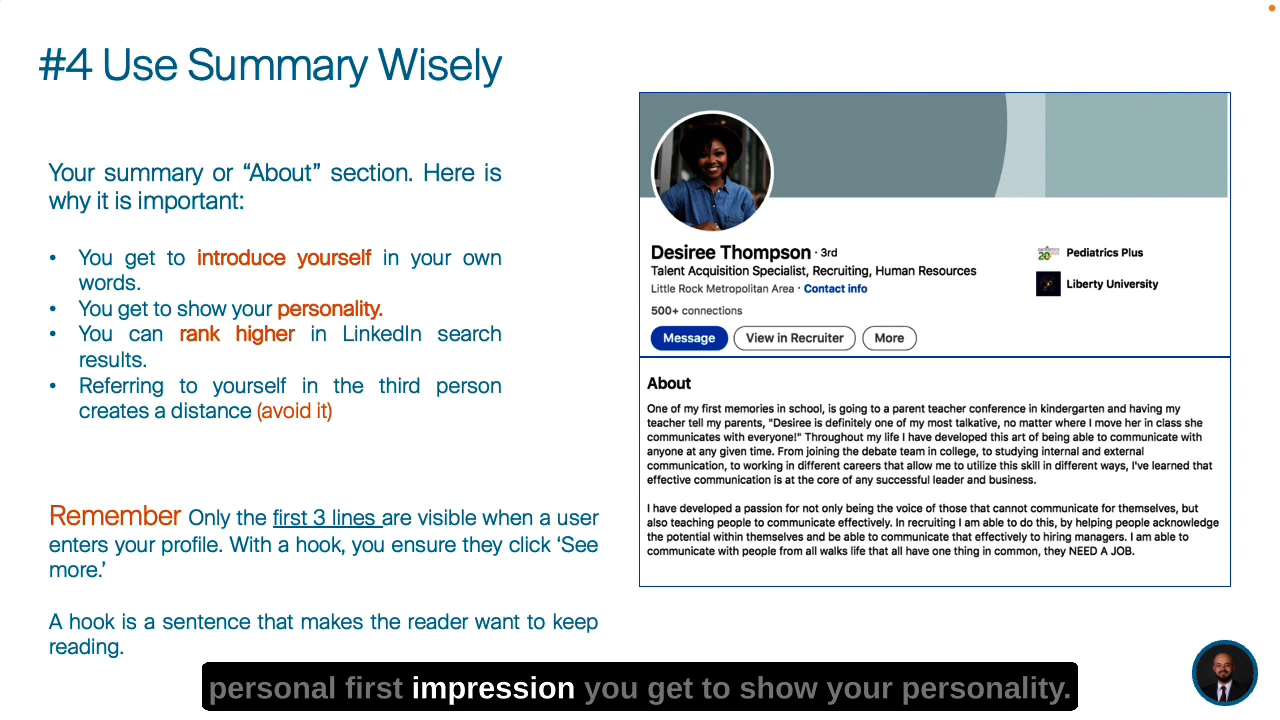 #4 Use Summary Wisely
Your summary or “About” section. Here is
why it is important:
• You get to introduce yourself in your own
words.
• You get to show your personality.
• You can rank higher in LinkedIn search
results.
• Referring to yourself in the third person
creates a distance (avoid it)
Remember Only the first 3 lines are visible when a user
enters your profile. With a hook, you ensure they click ‘See
more.’
A hook is a sentence that makes the reader want to keep
reading.
Desiree Thompson · 3rd
Talent Acquisition Specialist, Recruiting, Human Resources
Little Rock Metropolitan Area · Contact info
500+ connections
Message View in Recruiter More
Pediatrics Plus
Liberty University
About
One of my first memories in school, is going to a parent teacher conference in kindergarten and having my
teacher tell my parents, "Desiree is definitely one of my most talkative, no matter where I move her in class she
communicates with everyone!" Throughout my life I have developed this art of being able to communicate with
anyone at any given time. From joining the debate team in college, to studying internal and external
communication, to working in different careers that allow me to utilize this skill in different ways, I've learned that
effective communication is at the core of any successful leader and business.
I have developed a passion for not only being the voice of those that cannot communicate for themselves, but
also teaching people to communicate effectively. In recruiting I am able to do this, by helping people acknowledge
the potential within themselves and be able to communicate that effectively to hiring managers. I am able to
communicate with people from all walks life that all have one thing in common, they NEED A JOB.
personal first impression you get to show your personality.